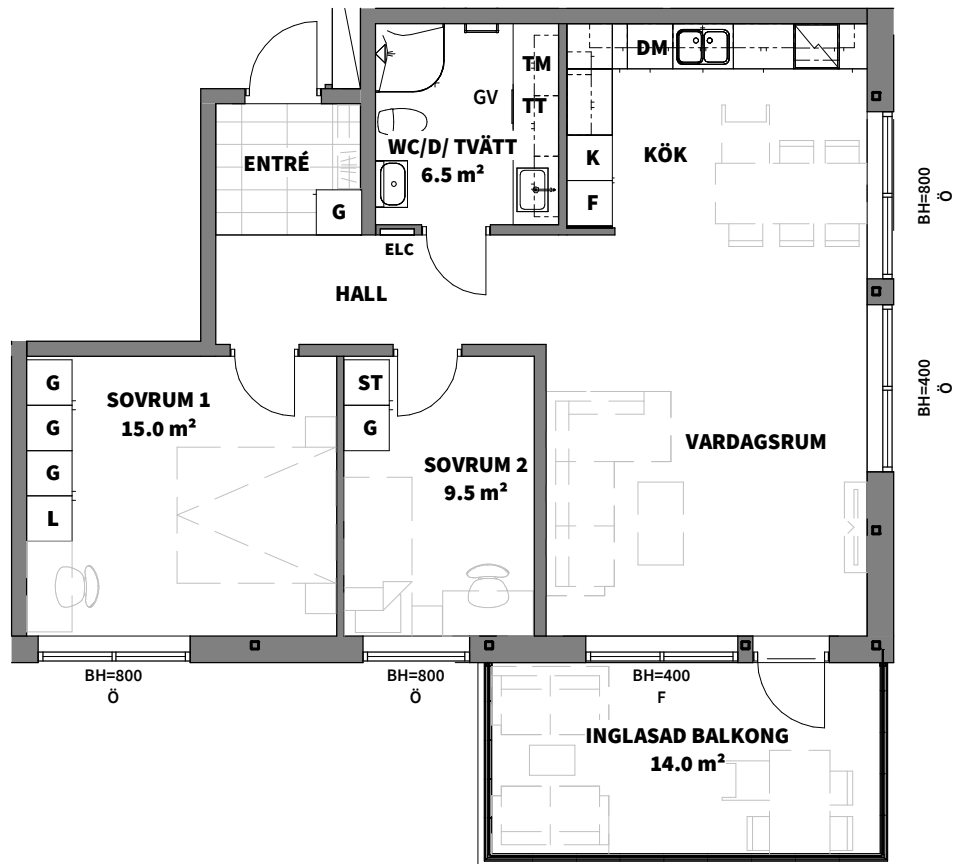 DM
TM
GV
TT
WC/D/ TVÄTT
6.5 m²
K
F
KÖK
ENTRÉ
G
ELC
HALL
BH=800
Ö
BH=400
Ö
G
G
G
L
SOVRUM 1
15.0 m²
ST
G
SOVRUM 2
9.5 m²
VARDAGSRUM
BH=800
Ö
BH=800
Ö
BH=400
F
INGLASAD BALKONG
14.0 m²